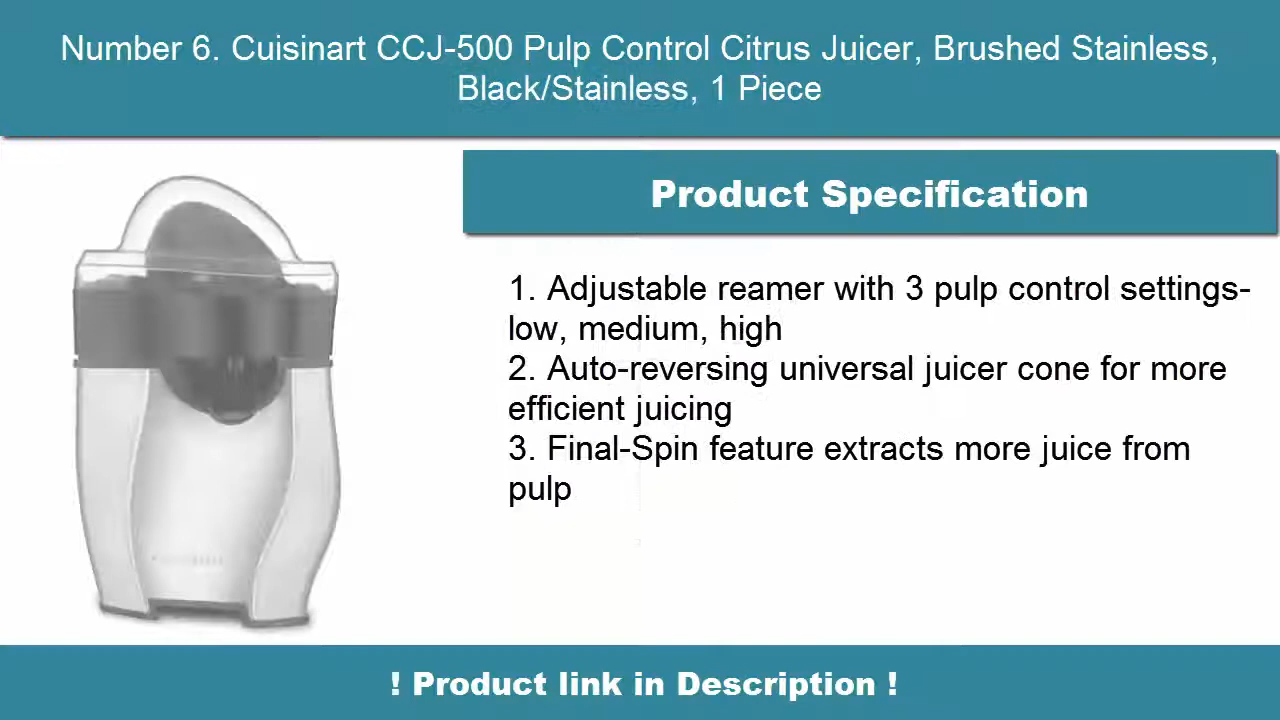 Number 6. Cuisinart CCJ-500 Pulp Control Citrus Juicer, Brushed Stainless,
Black/Stainless, 1 Piece
Product Specification
1. Adjustable reamer with 3 pulp control settings-
low, medium, high
2. Auto-reversing universal juicer cone for more
efficient juicing
3. Final-Spin feature extracts more juice from
pulp
! Product link in Description !